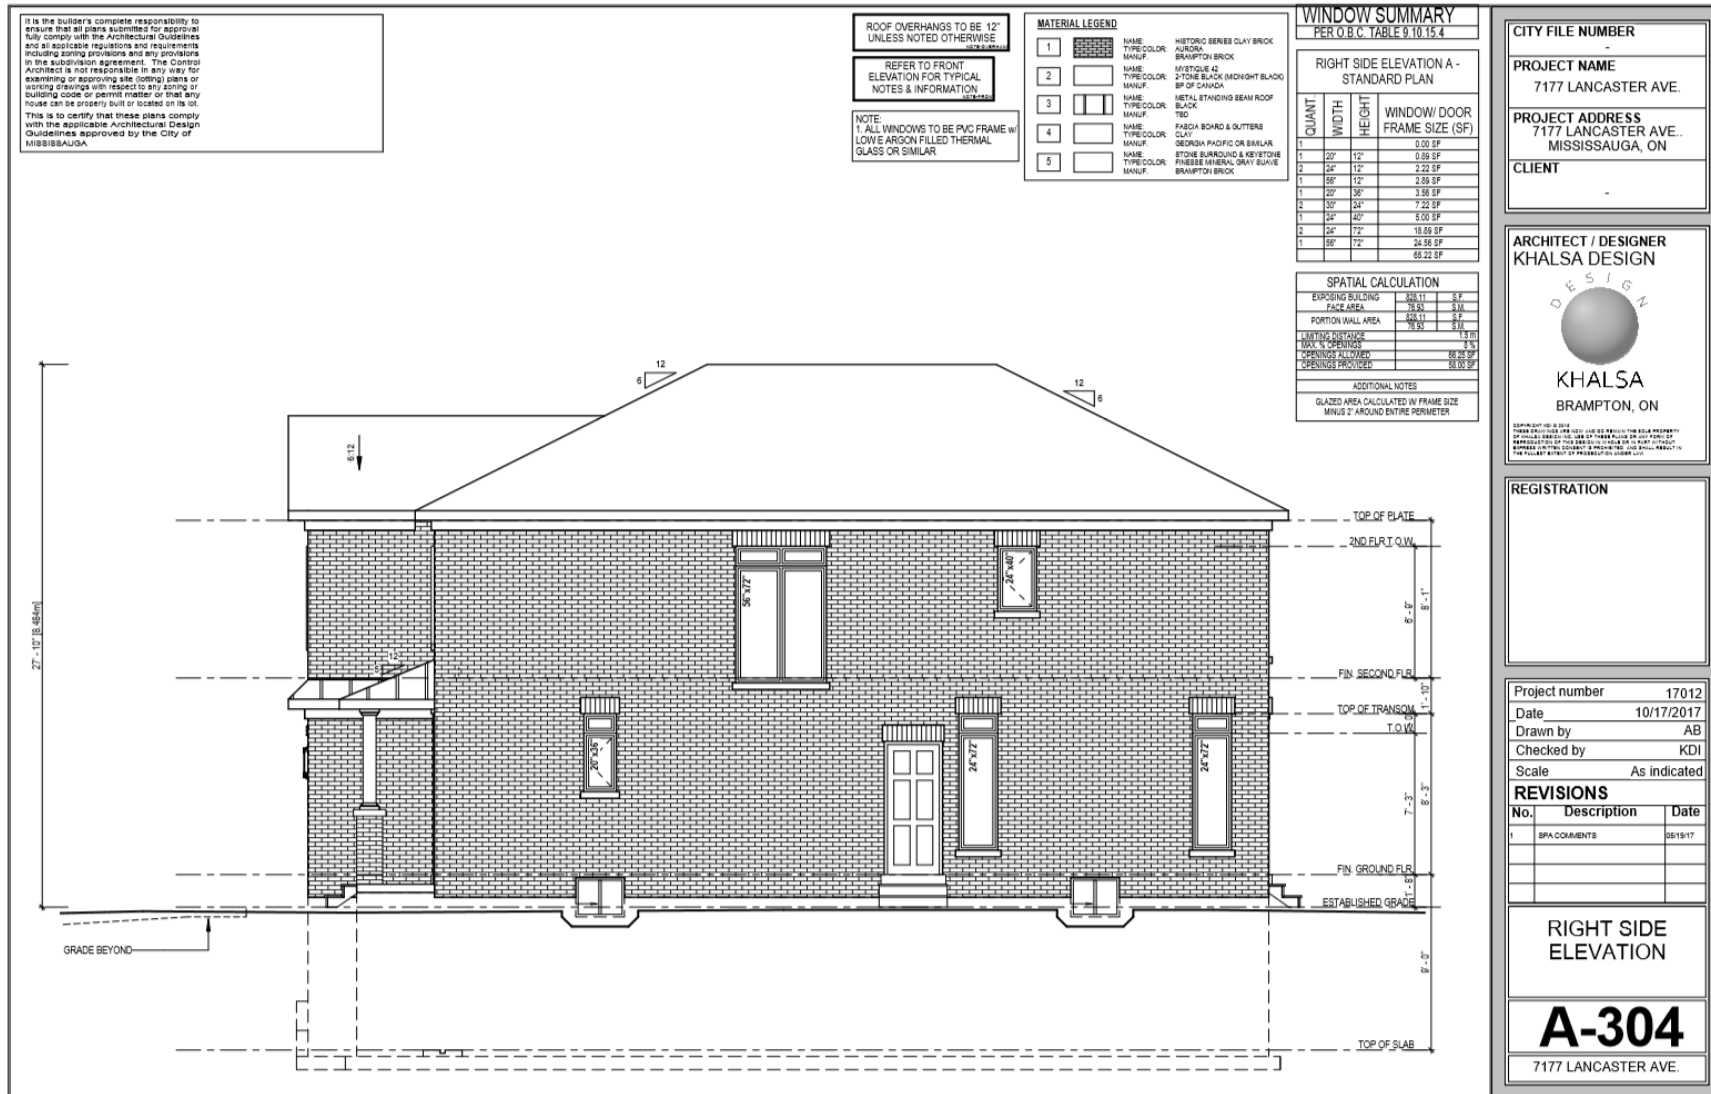 It is the builder's complete responsibility to
ensure that all plans submitted for approval
fully comply with the Architectural Guidelines
and all applicable regulations and requirements
including zoning provisions and any provisions
in the subdivision agreement. The Control
Architect is not responsible in any way for
examining or approving site (lotting) plans or
working drawings with respect to any zoning or
building code or permit matter or that any
house can be properly built or located on its lot.
This is to certify that these plans comply
with the applicable Architectural Design
Guidelines approved by the City of
MISSISSAUGA
ROOF OVERHANGS TO BE 12"
UNLESS NOTED OTHERWISE
REFER TO FRONT
ELEVATION FOR TYPICAL
NOTES & INFORMATION
NOTE:
1. ALL WINDOWS TO BE PVC FRAME w/
LOW E ARGON FILLED THERMAL
GLASS OR SIMILAR
MATERIAL LEGEND
1 NAME: HISTORIC SERIES CLAY BRICK
TYPE/COLOR: AURORA
MANUF. BRAMPTON BRICK
2 NAME: MYSTIQUE 42
TYPE/COLOR: 2-TONE BLACK (MIDNIGHT BLACK)
MANUF. BP OF CANADA
3 NAME: METAL STANDING SEAM ROOF
TYPE/COLOR: BLACK
MANUF. TBD
4 NAME: FASCIA BOARD & GUTTERS
TYPE/COLOR: CLAY
MANUF. GEORGIA PACIFIC OR SIMILAR
5 NAME: STONE SURROUND & KEYSTONE
TYPE/COLOR: FINESSE MINERAL GRAY SUAVE
MANUF. BRAMPTON BRICK
WINDOW SUMMARY
PER O.B.C. TABLE 9.10.15.4
RIGHT SIDE ELEVATION A -
STANDARD PLAN
QUANT. WIDTH HEIGHT WINDOW/ DOOR
FRAME SIZE (SF)
1 0.00 SF
1 20" 12" 0.89 SF
2 24" 12" 2.22 SF
1 56" 12" 2.89 SF
1 20" 36" 3.56 SF
2 30" 24" 7.22 SF
1 24" 40" 5.00 SF
2 24" 72" 18.89 SF
1 56" 72" 24.56 SF
65.22 SF
SPATIAL CALCULATION
EXPOSING BUILDING FACE AREA 828.11 S.F.
76.93 S.M.
PORTION WALL AREA 828.11 S.F.
76.93 S.M.
LIMITING DISTANCE 1.5 m
MAX. % OPENINGS 8 %
OPENINGS ALLOWED 66.25 SF
OPENINGS PROVIDED 58.00 SF
ADDITIONAL NOTES
GLAZED AREA CALCULATED W/ FRAME SIZE
MINUS 2" AROUND ENTIRE PERIMETER
12
6
12
6
6:12
12
27' - 10" [8.484m]
56"x72"
24"x40"
20"x36"
24"x72"
24"x72"
TOP OF PLATE
2ND FLR T.O.W.
FIN. SECOND FLR.
TOP OF TRANSOM
T.O.W.
FIN. GROUND FLR.
ESTABLISHED GRADE
TOP OF SLAB
6' - 9"
8' - 1"
1' - 10"
7' - 3"
8' - 3"
1' - 8"
9' - 0"
GRADE BEYOND
CITY FILE NUMBER
-
PROJECT NAME
7177 LANCASTER AVE.
PROJECT ADDRESS
7177 LANCASTER AVE..
MISSISSAUGA, ON
CLIENT
-
ARCHITECT / DESIGNER
KHALSA DESIGN
DESIGN
KHALSA
BRAMPTON, ON
REGISTRATION
Project number 17012
Date 10/17/2017
Drawn by AB
Checked by KDI
Scale As indicated
REVISIONS
No. Description Date
1 SPA COMMENTS 05/19/17
RIGHT SIDE
ELEVATION
A-304
7177 LANCASTER AVE.